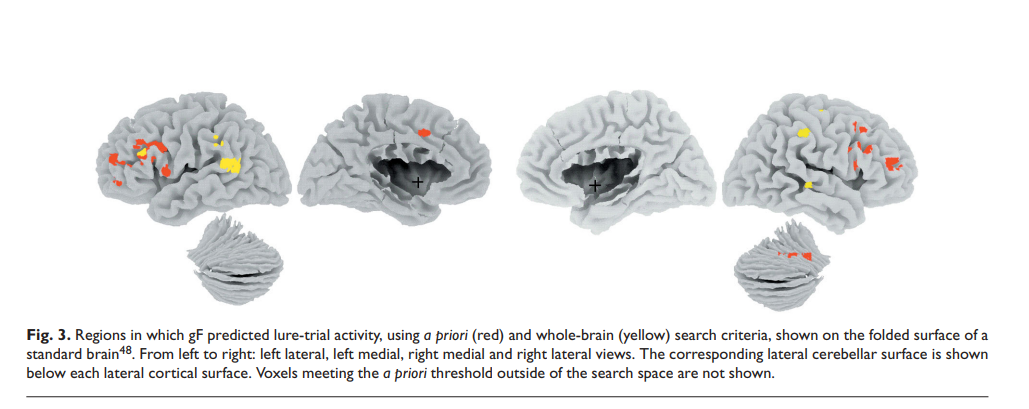 Fig. 3. Regions in which gF predicted lure-trial activity, using a priori (red) and whole-brain (yellow) search criteria, shown on the folded surface of a
standard brain48. From left to right: left lateral, left medial, right medial and right lateral views. The corresponding lateral cerebellar surface is shown
below each lateral cortical surface. Voxels meeting the a priori threshold outside of the search space are not shown.